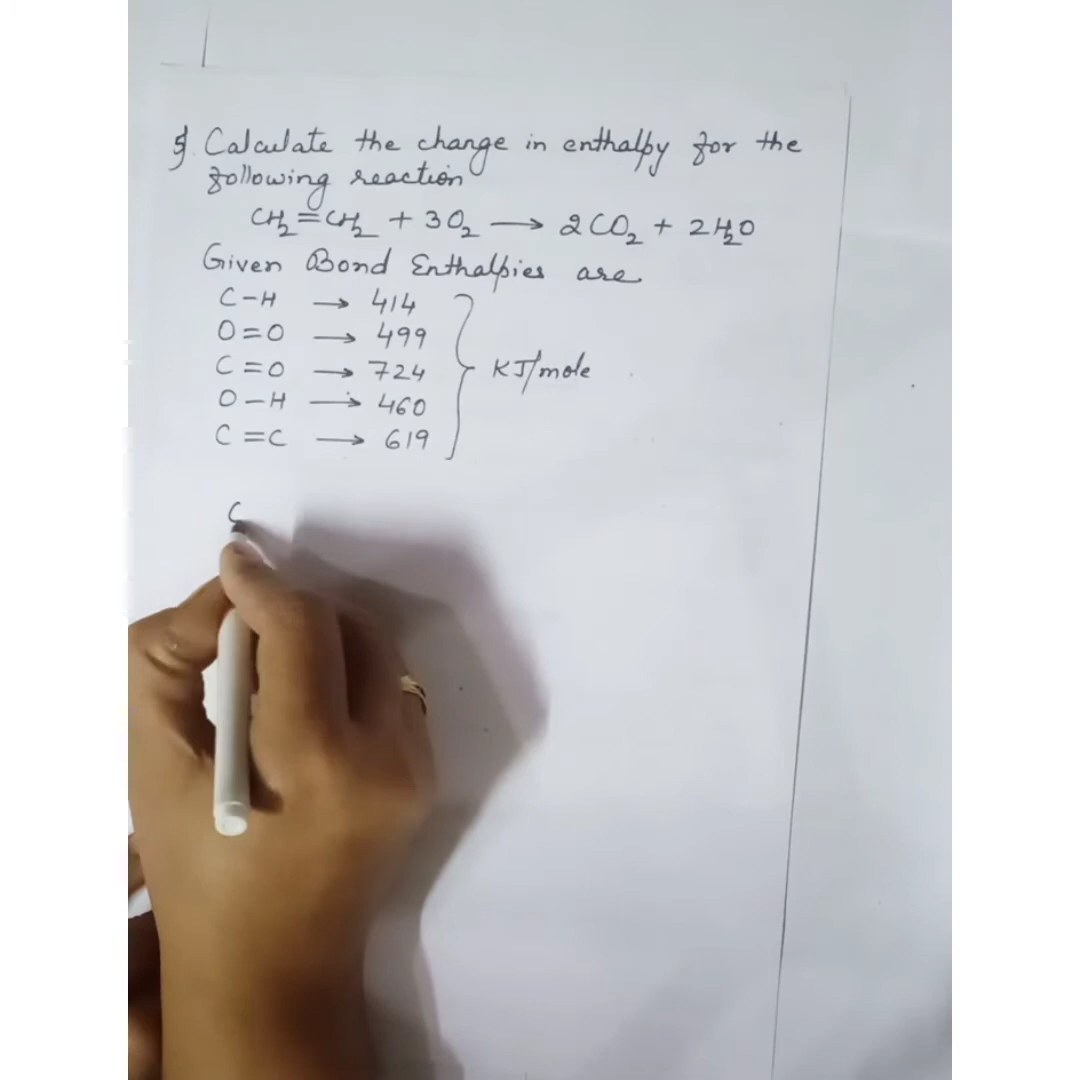 Q. Calculate the change in enthalpy for the
following reaction
CH₂=CH₂ + 3O₂ → 2CO₂ + 2H₂O
Given Bond Enthalpies are
C-H → 414
O=O → 499
C=O → 724 KJ/mole
O-H → 460
C=C → 619
C